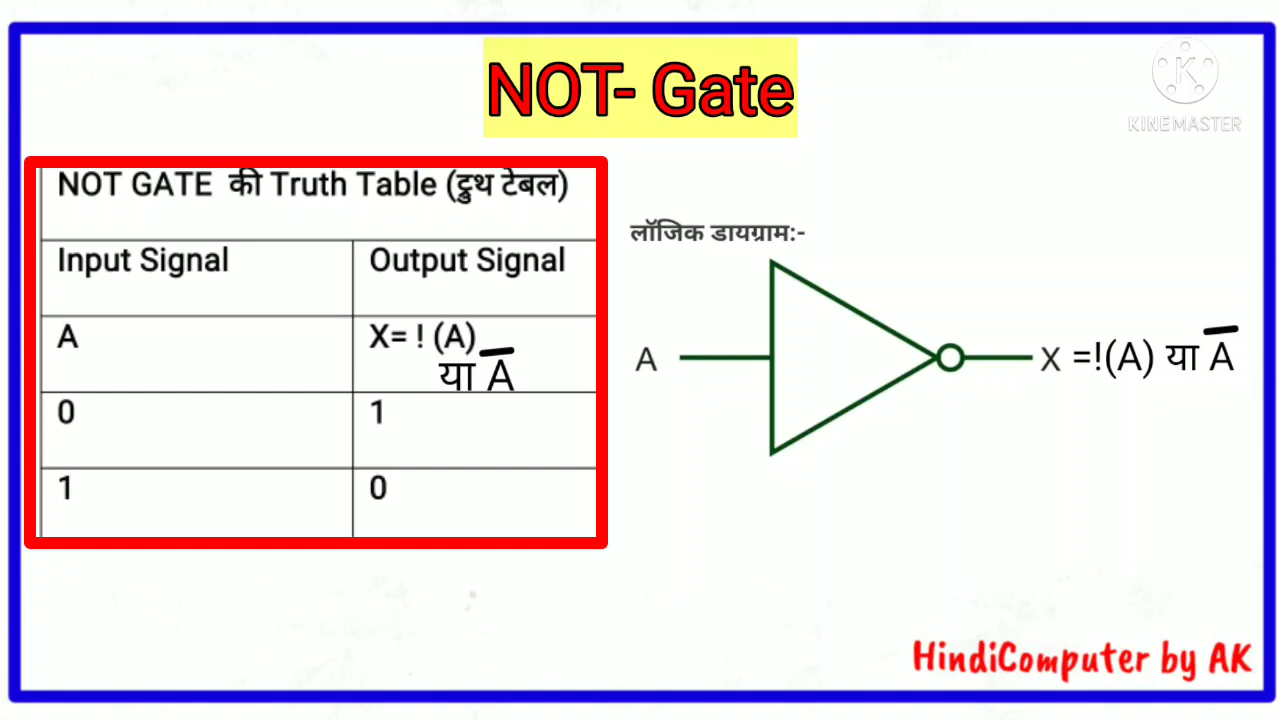 NOT- Gate
KINEMASTER
NOT GATE की Truth Table (ट्रुथ टेबल)
Input Signal Output Signal
A X= ! (A)
या A̅
0 1
1 0
लॉजिक डायग्राम:-
A X =!(A) या A̅
HindiComputer by AK